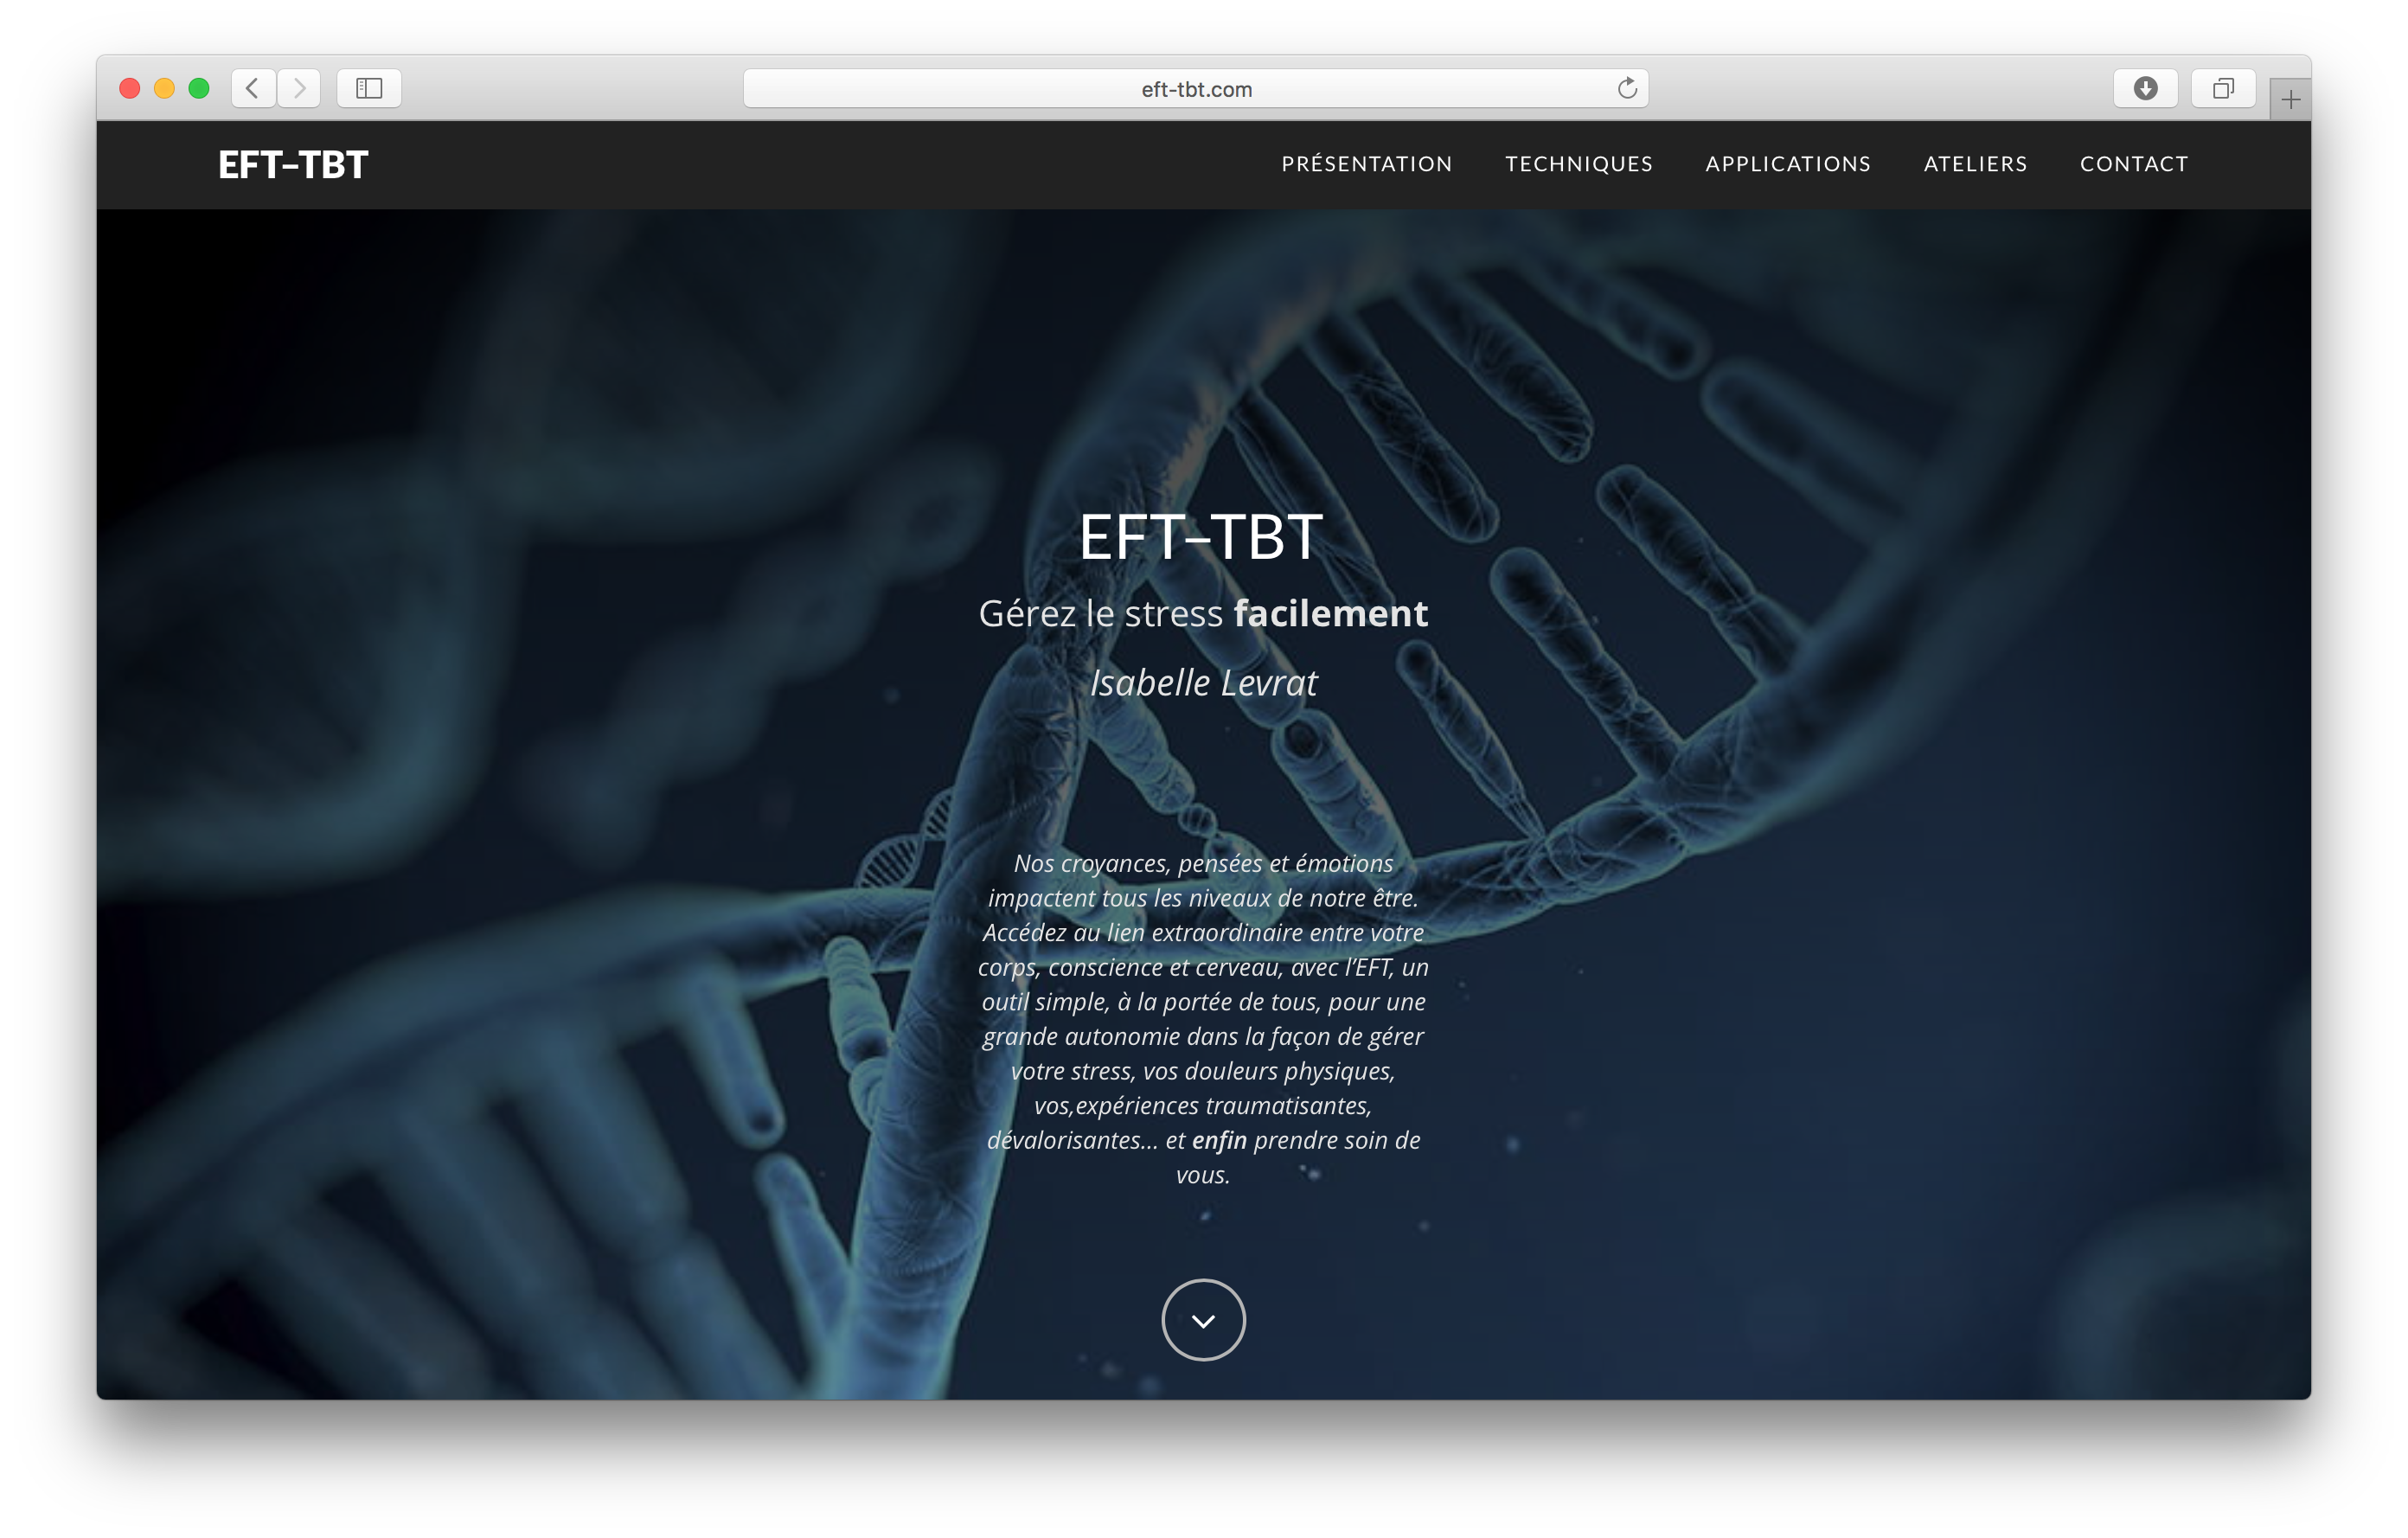 eft-tbt.com
EFT–TBT
PRÉSENTATION TECHNIQUES APPLICATIONS ATELIERS CONTACT
EFT–TBT
Gérez le stress facilement
Isabelle Levrat
Nos croyances, pensées et émotions
impactent tous les niveaux de notre être.
Accédez au lien extraordinaire entre votre
corps, conscience et cerveau, avec l’EFT, un
outil simple, à la portée de tous, pour une
grande autonomie dans la façon de gérer
votre stress, vos douleurs physiques,
vos,expériences traumatisantes,
dévalorisantes... et enfin prendre soin de
vous.